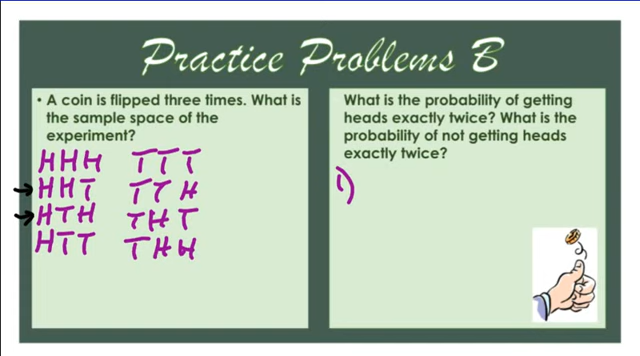 Practice Problems B
• A coin is flipped three times. What is
the sample space of the
experiment?
HHH TTT
→ HHT TTH
→ HTH THT
HTT THH
What is the probability of getting
heads exactly twice? What is the
probability of not getting heads
exactly twice?
1)